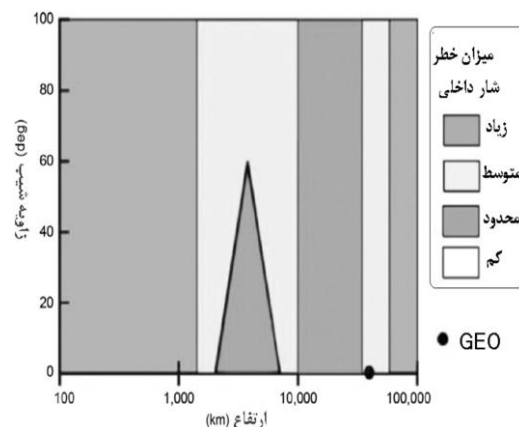 100
80
60
40
20
0
زاویه شیب (deg)
100
1,000
10,000
100,000
ارتفاع (km)
میزان خطر
شار داخلی
زیاد
متوسط
محدود
کم
GEO